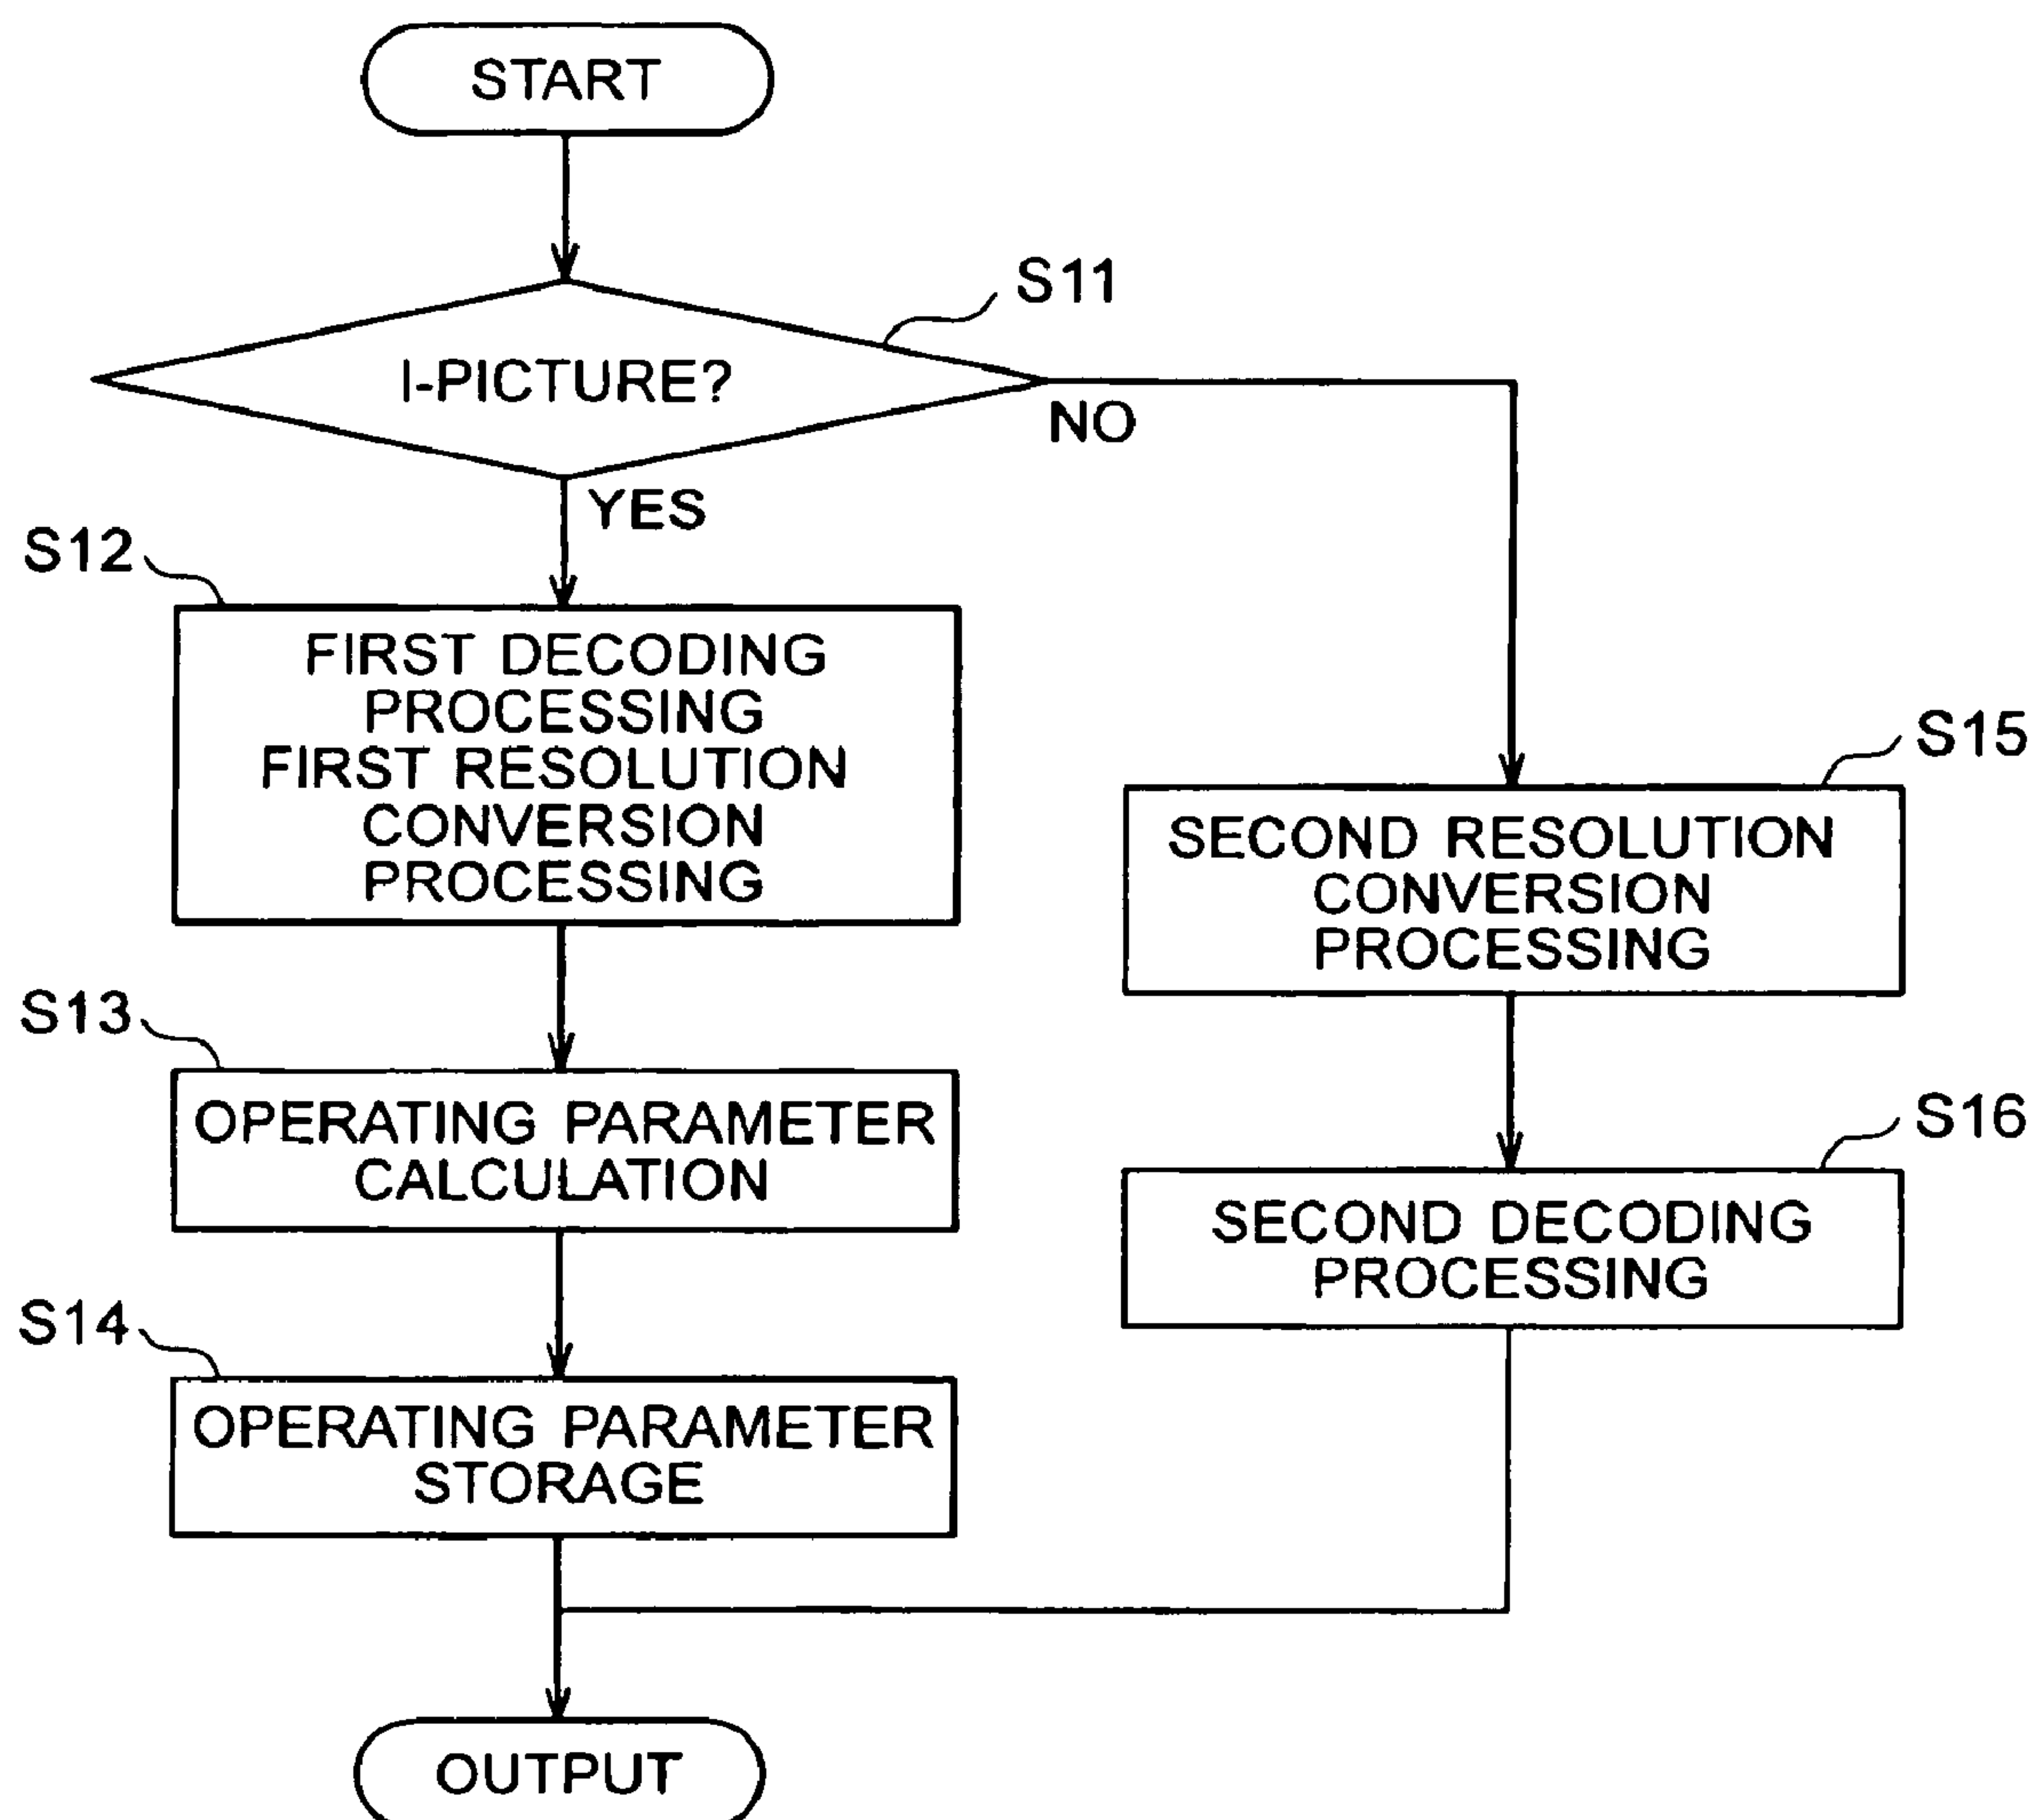 START
S11
I-PICTURE?
NO
YES
S12
FIRST DECODING
PROCESSING
FIRST RESOLUTION
CONVERSION
PROCESSING
S13
OPERATING PARAMETER
CALCULATION
S14
OPERATING PARAMETER
STORAGE
S15
SECOND RESOLUTION
CONVERSION
PROCESSING
S16
SECOND DECODING
PROCESSING
OUTPUT